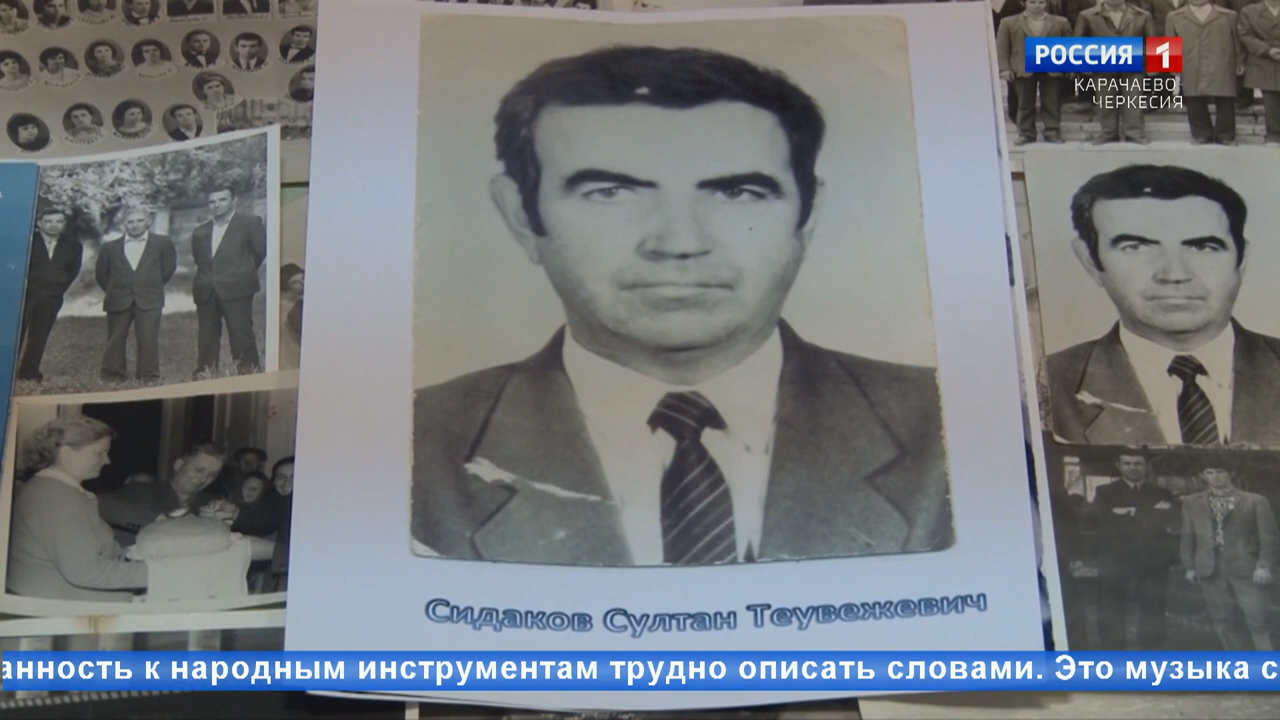 РОССИЯ 1
КАРАЧАЕВО
ЧЕРКЕСИЯ
Сидаков Султан Теувежевич
анность к народным инструментам трудно описать словами. Это музыка с